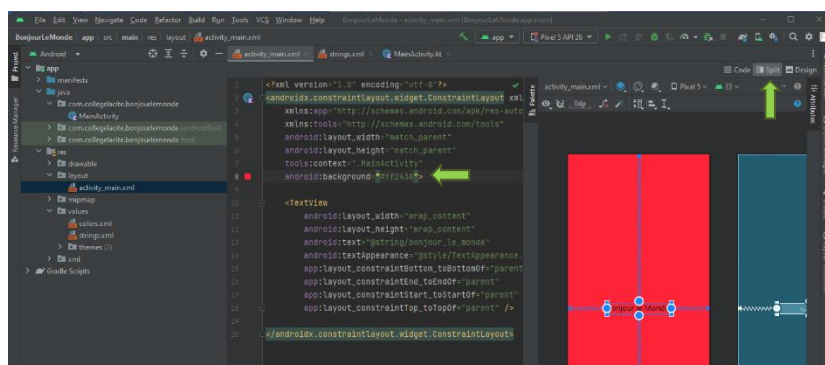 File Edit View Navigate Code Refactor Build Run Tools VCS Window Help BonjourLeMonde - activity_main.xml [BonjourLeMonde.app.main]
BonjourLeMonde app src main res layout activity_main.xml app Pixel 5 API 26
Project
Resource Manager
Android
app
manifests
java
com.collegelacite.bonjourlemonde
MainActivity
com.collegelacite.bonjourlemonde (androidTest)
com.collegelacite.bonjourlemonde (test)
res
drawable
layout
activity_main.xml
mipmap
values
colors.xml
strings.xml
themes (2)
xml
Gradle Scripts
activity_main.xml strings.xml MainActivity.kt
Code Split Design
1 <?xml version="1.0" encoding="utf-8"?>
2 <androidx.constraintlayout.widget.ConstraintLayout xml
3 xmlns:app="http://schemas.android.com/apk/res-auto
4 xmlns:tools="http://schemas.android.com/tools"
5 android:layout_width="match_parent"
6 android:layout_height="match_parent"
7 tools:context=".MainActivity"
8 android:background="#ff2438">
9
10 <TextView
11 android:layout_width="wrap_content"
12 android:layout_height="wrap_content"
13 android:text="@string/bonjour_le_monde"
14 android:textAppearance="@style/TextAppearance.
15 app:layout_constraintBottom_toBottomOf="parent
16 app:layout_constraintEnd_toEndOf="parent"
17 app:layout_constraintStart_toStartOf="parent"
18 app:layout_constraintTop_toTopOf="parent" />
19
20 </androidx.constraintlayout.widget.ConstraintLayout>
Palette
activity_main.xml Pixel 5 33
0dp
Attributes